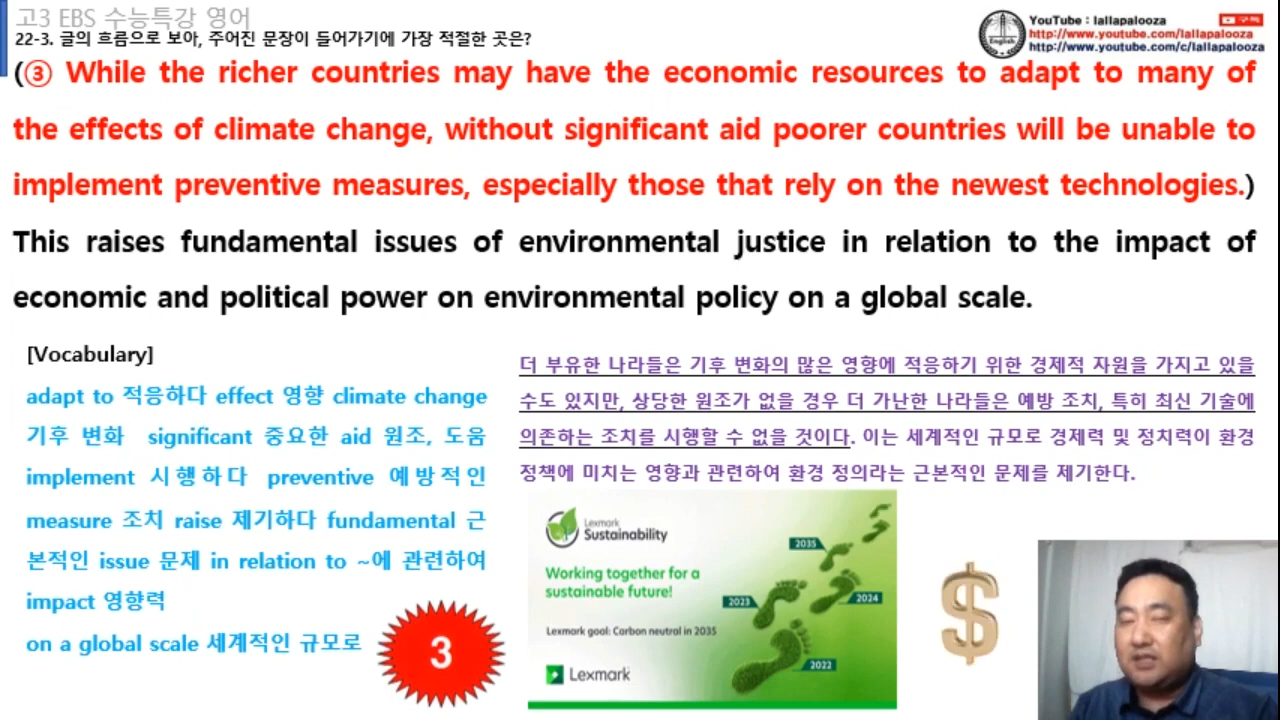 고3 EBS 수능특강 영어
22-3. 글의 흐름으로 보아, 주어진 문장이 들어가기에 가장 적절한 곳은?
YouTube : lallapalooza
구독
http://www.youtube.com/lallapalooza
http://www.youtube.com/c/lallapalooza
English
(③ While the richer countries may have the economic resources to adapt to many of
the effects of climate change, without significant aid poorer countries will be unable to
implement preventive measures, especially those that rely on the newest technologies.)
This raises fundamental issues of environmental justice in relation to the impact of
economic and political power on environmental policy on a global scale.
[Vocabulary]
adapt to 적응하다 effect 영향 climate change
기후 변화 significant 중요한 aid 원조, 도움
implement 시행하다 preventive 예방적인
measure 조치 raise 제기하다 fundamental 근
본적인 issue 문제 in relation to ~에 관련하여
impact 영향력
on a global scale 세계적인 규모로
3
더 부유한 나라들은 기후 변화의 많은 영향에 적응하기 위한 경제적 자원을 가지고 있을
수도 있지만, 상당한 원조가 없을 경우 더 가난한 나라들은 예방 조치, 특히 최신 기술에
의존하는 조치를 시행할 수 없을 것이다. 이는 세계적인 규모로 경제력 및 정치력이 환경
정책에 미치는 영향과 관련하여 환경 정의라는 근본적인 문제를 제기한다.
Lexmark
Sustainability
Working together for a
sustainable future!
Lexmark goal: Carbon neutral in 2035
Lexmark
2035
2023
2024
2022
$